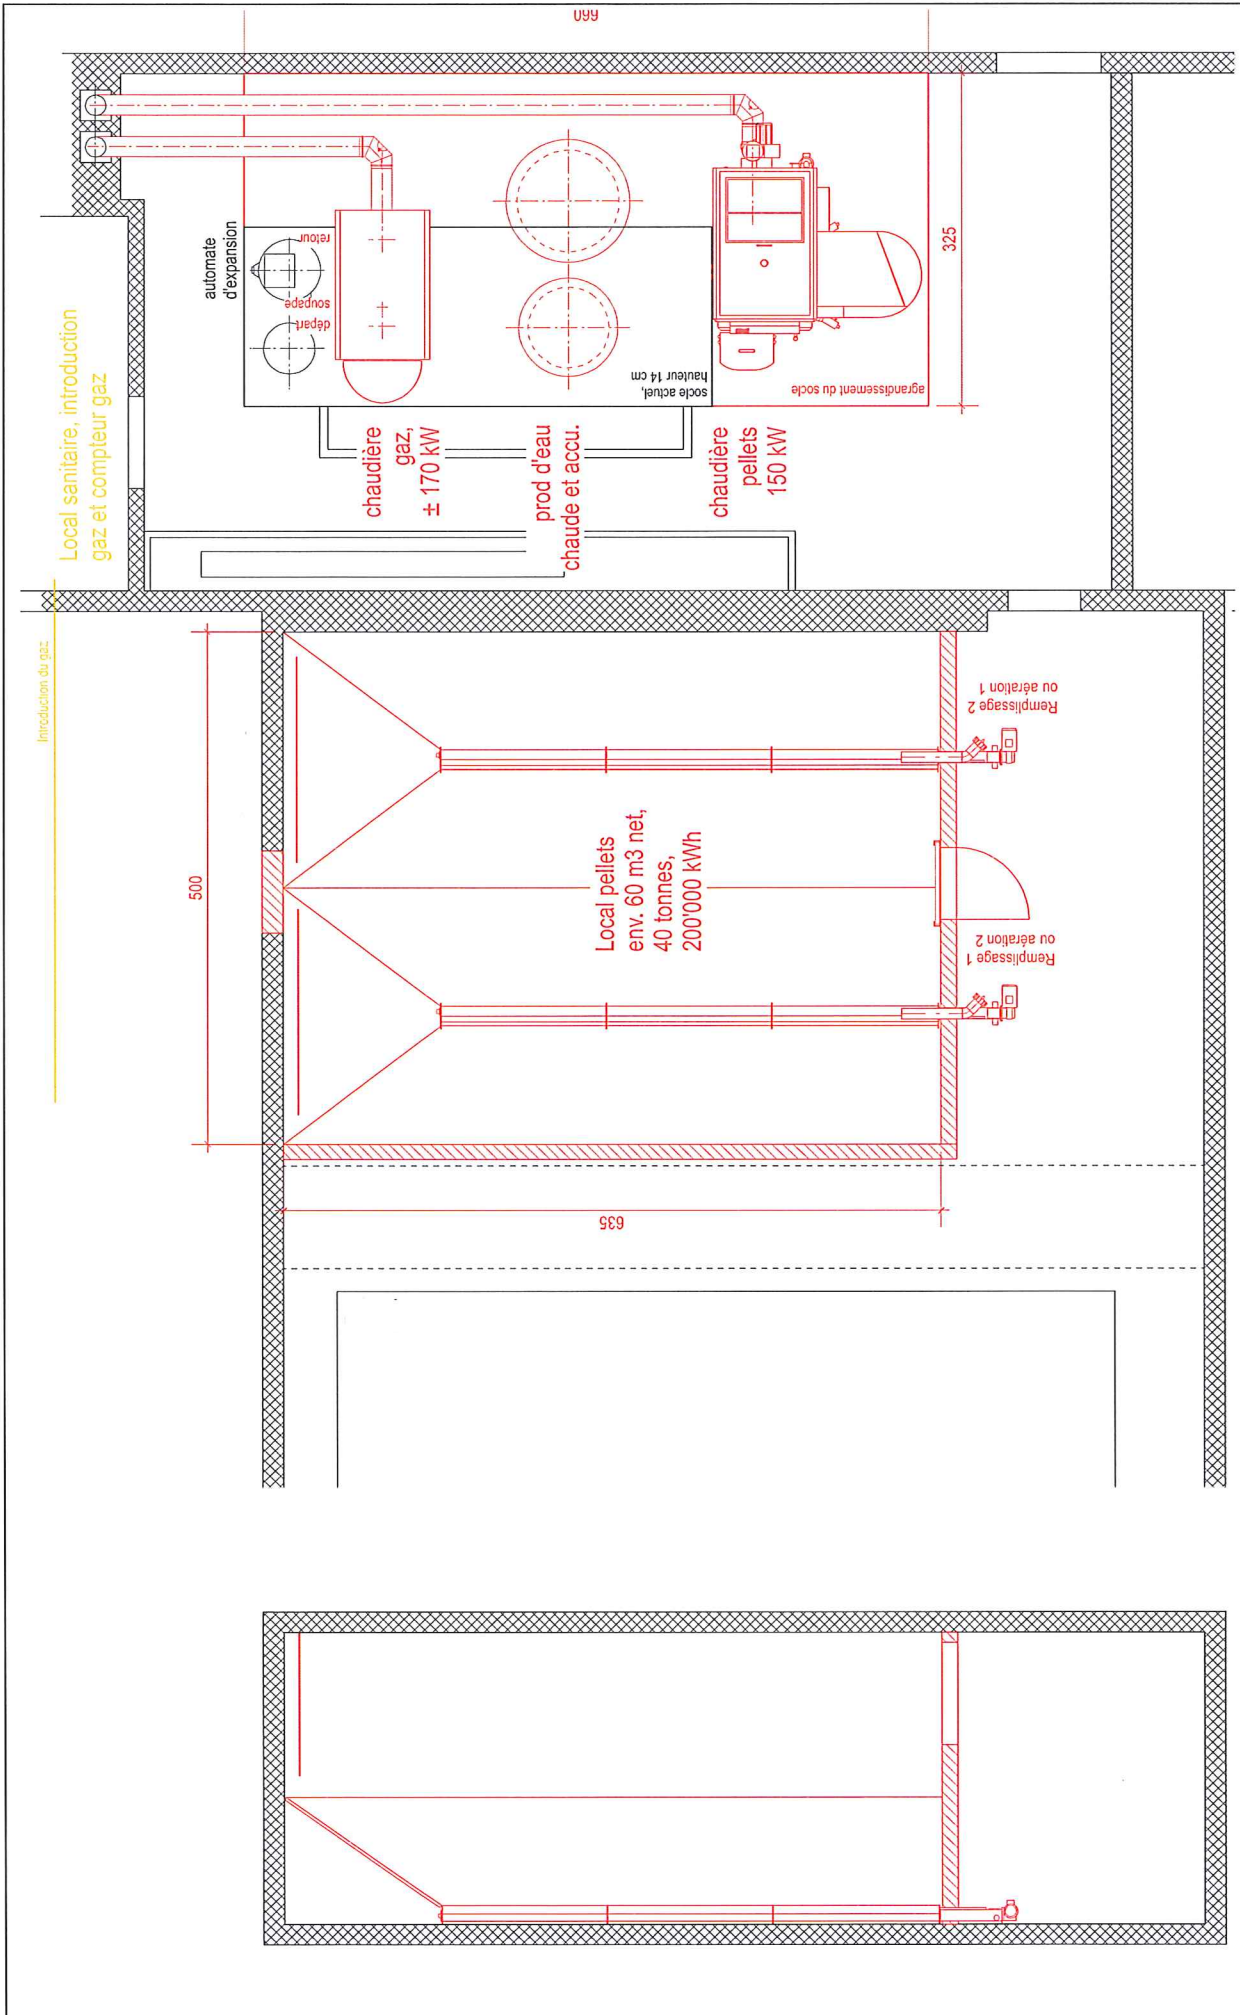 660
Local sanitaire, introduction
gaz et compteur gaz
Introduction du gaz
automate
d'expansion
retour
soupape
départ
socle actuel,
hauteur 14 cm
agrandissement du socle
325
chaudière
gaz,
± 170 kW
prod d'eau
chaude et accu.
chaudière
pellets
150 kW
500
Local pellets
env. 60 m3 net,
40 tonnes,
200'000 kWh
Remplissage 2
ou aération 1
Remplissage 1
ou aération 2
635